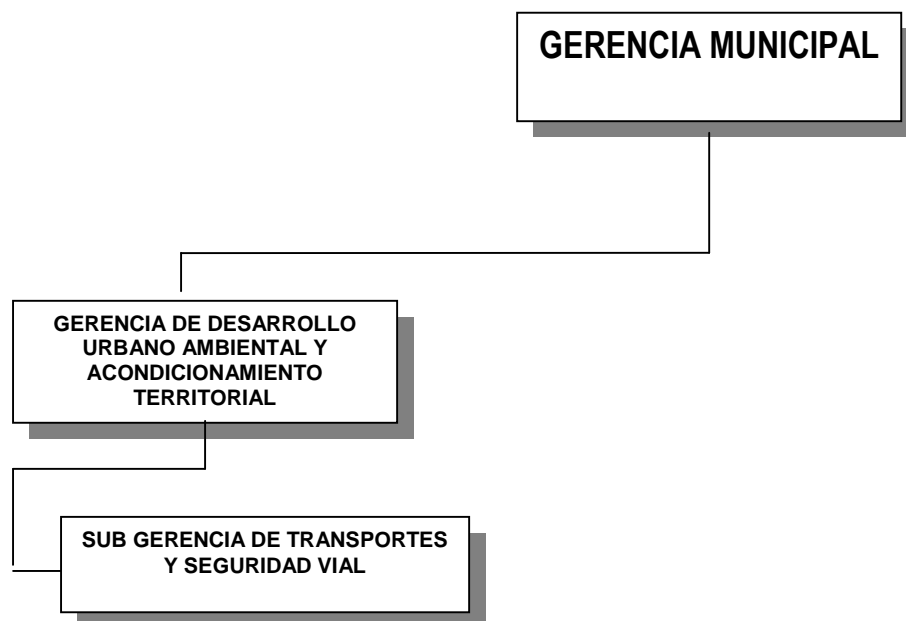 GERENCIA MUNICIPAL
GERENCIA DE DESARROLLO
URBANO AMBIENTAL Y
ACONDICIONAMIENTO
TERRITORIAL
SUB GERENCIA DE TRANSPORTES
Y SEGURIDAD VIAL